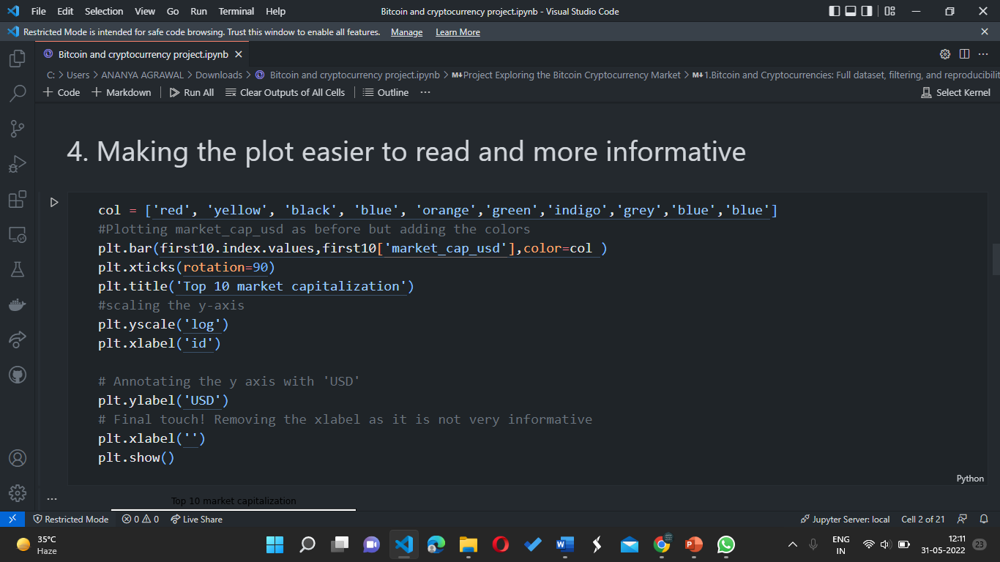 File Edit Selection View Go Run Terminal Help Bitcoin and cryptocurrency project.ipynb - Visual Studio Code
Restricted Mode is intended for safe code browsing. Trust this window to enable all features. Manage Learn More
Bitcoin and cryptocurrency project.ipynb
C: > Users > ANANYA AGRAWAL > Downloads > Bitcoin and cryptocurrency project.ipynb > M↓Project Exploring the Bitcoin Cryptocurrency Market > M↓1.Bitcoin and Cryptocurrencies: Full dataset, filtering, and reproducibilit
+ Code + Markdown Run All Clear Outputs of All Cells Outline ... Select Kernel
4. Making the plot easier to read and more informative
col = ['red', 'yellow', 'black', 'blue', 'orange','green','indigo','grey','blue','blue']
#Plotting market_cap_usd as before but adding the colors
plt.bar(first10.index.values,first10['market_cap_usd'],color=col )
plt.xticks(rotation=90)
plt.title('Top 10 market capitalization')
#scaling the y-axis
plt.yscale('log')
plt.xlabel('id')
# Annotating the y axis with 'USD'
plt.ylabel('USD')
# Final touch! Removing the xlabel as it is not very informative
plt.xlabel('')
plt.show()
Python
...
Top 10 market capitalization
Restricted Mode 0 0 Live Share Jupyter Server: local Cell 2 of 21
35°C
Haze
ENG
IN
12:11
31-05-2022
23